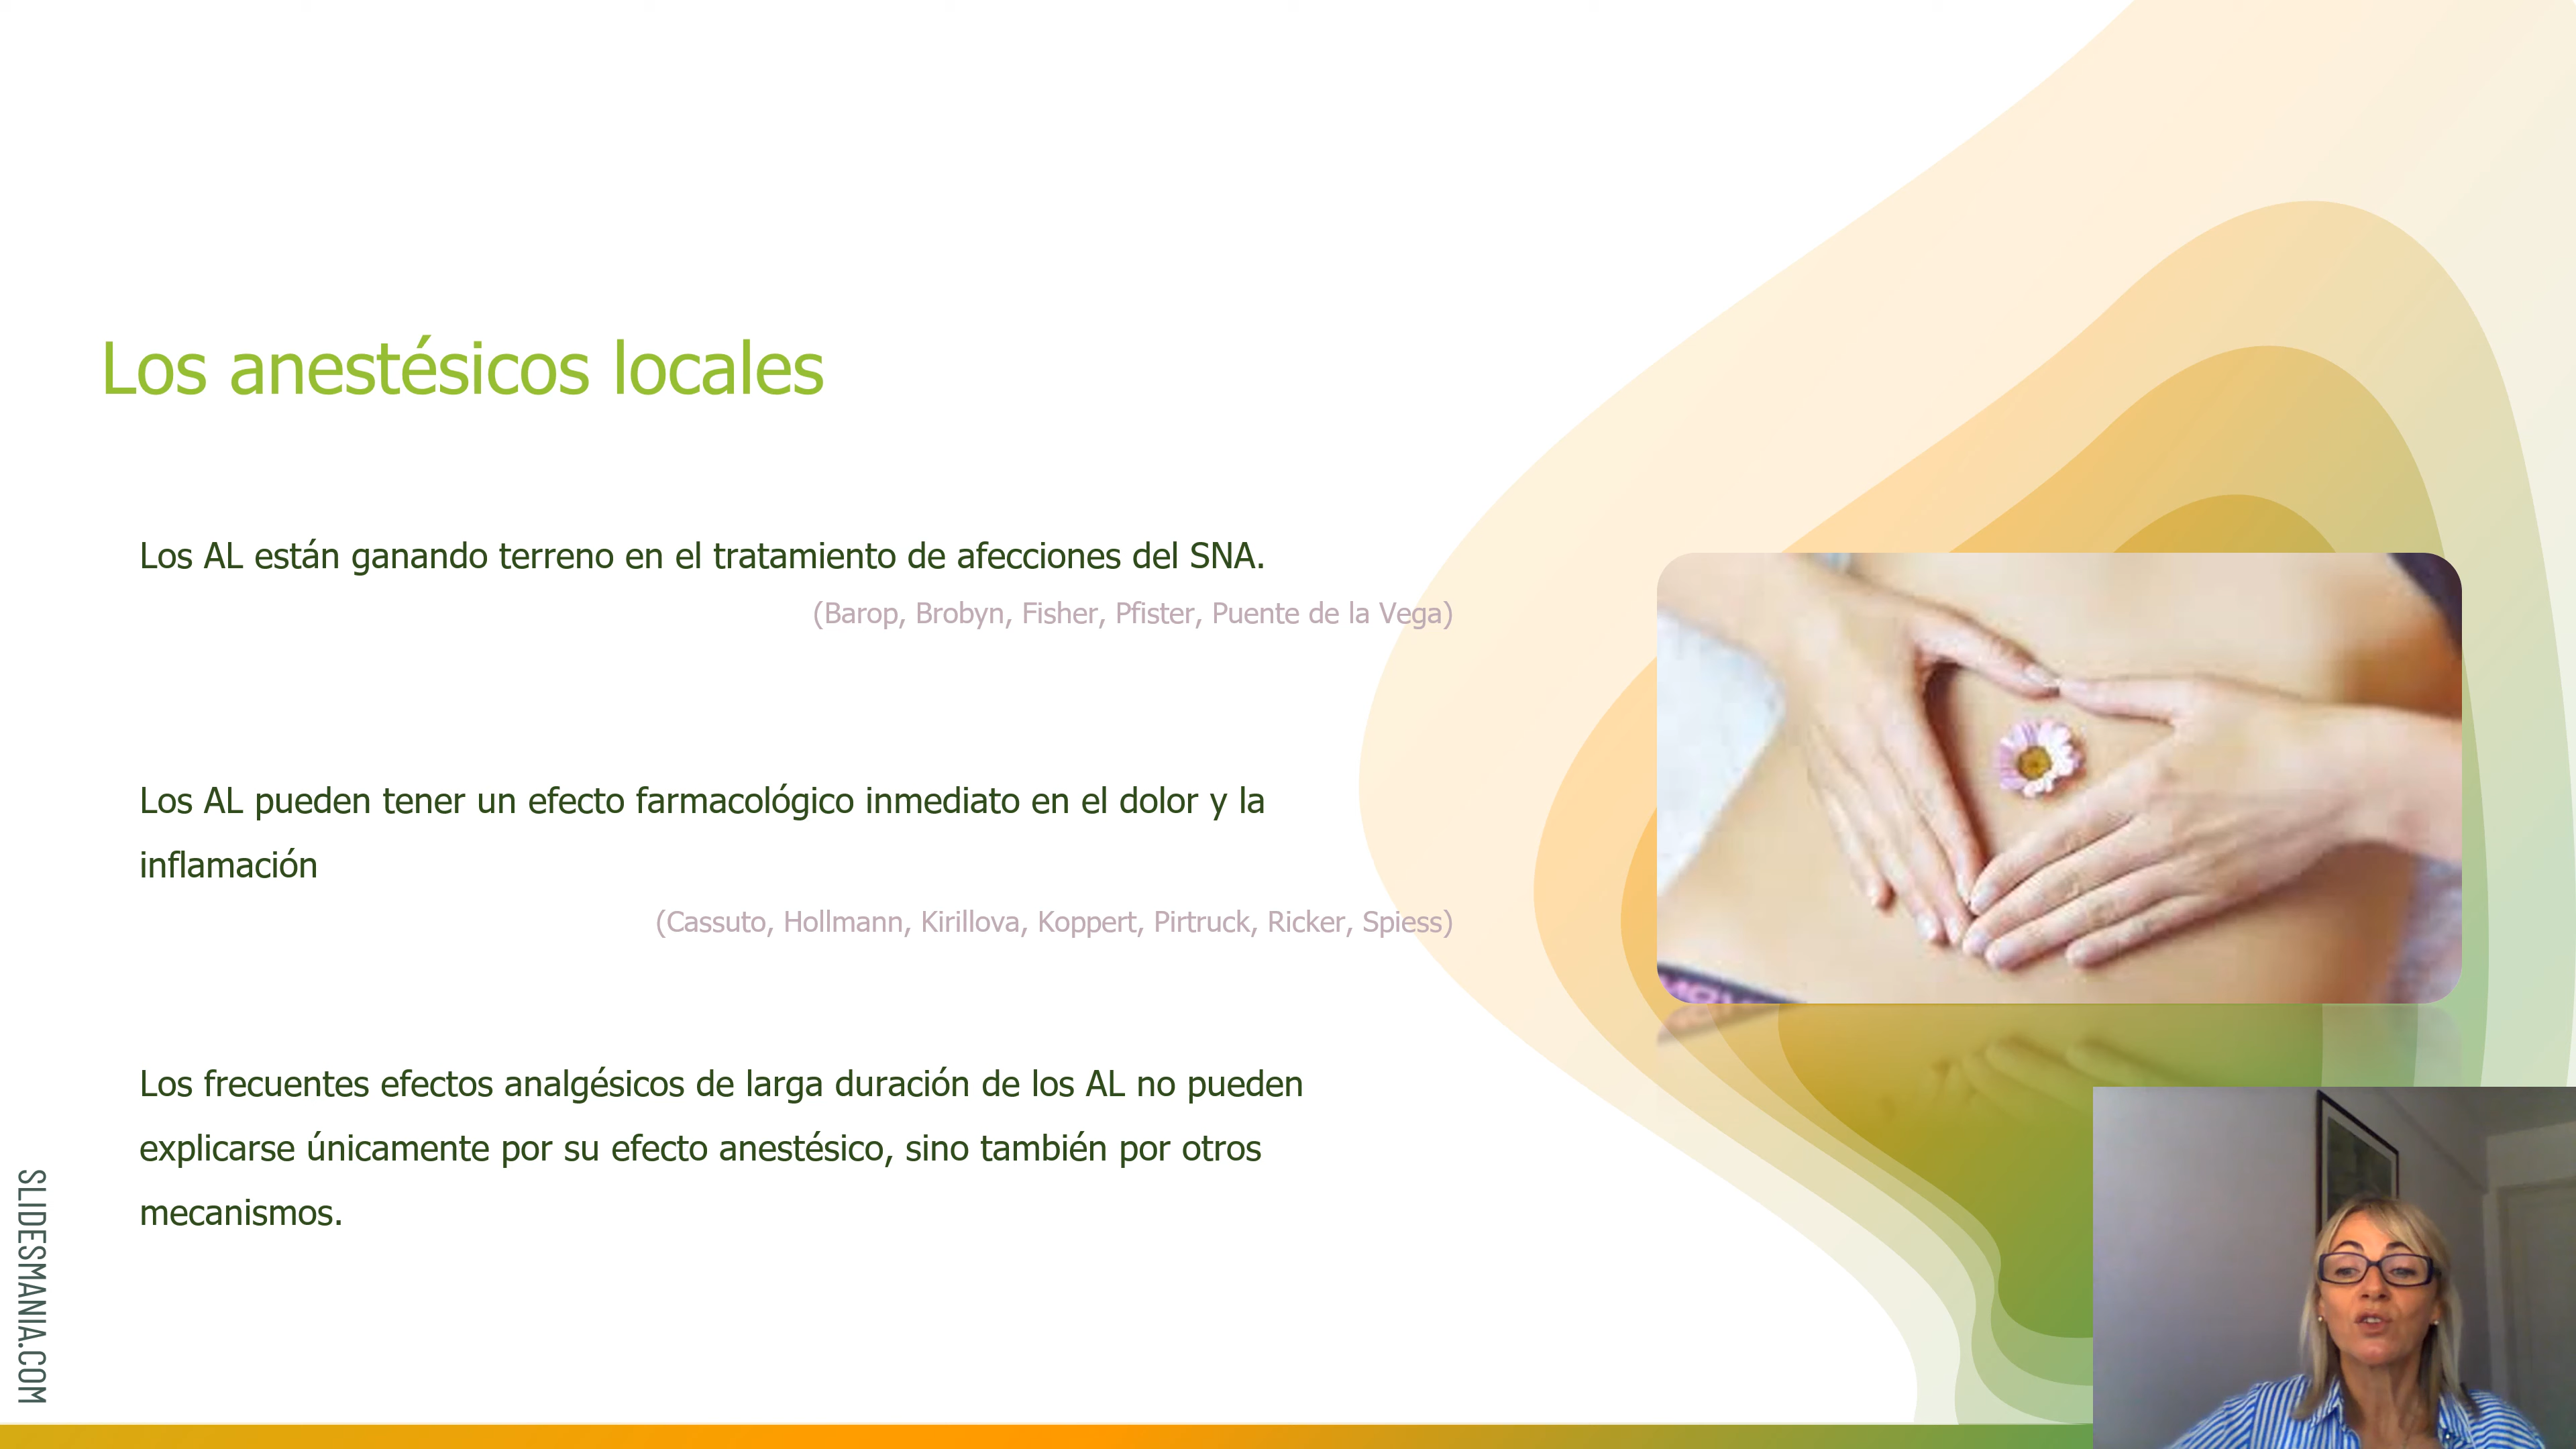 Los anestésicos locales
Los AL están ganando terreno en el tratamiento de afecciones del SNA.
(Barop, Brobyn, Fisher, Pfister, Puente de la Vega)
Los AL pueden tener un efecto farmacológico inmediato en el dolor y la
inflamación
(Cassuto, Hollmann, Kirillova, Koppert, Pirtruck, Ricker, Spiess)
Los frecuentes efectos analgésicos de larga duración de los AL no pueden
explicarse únicamente por su efecto anestésico, sino también por otros
mecanismos.
SLIDESMANIA.COM